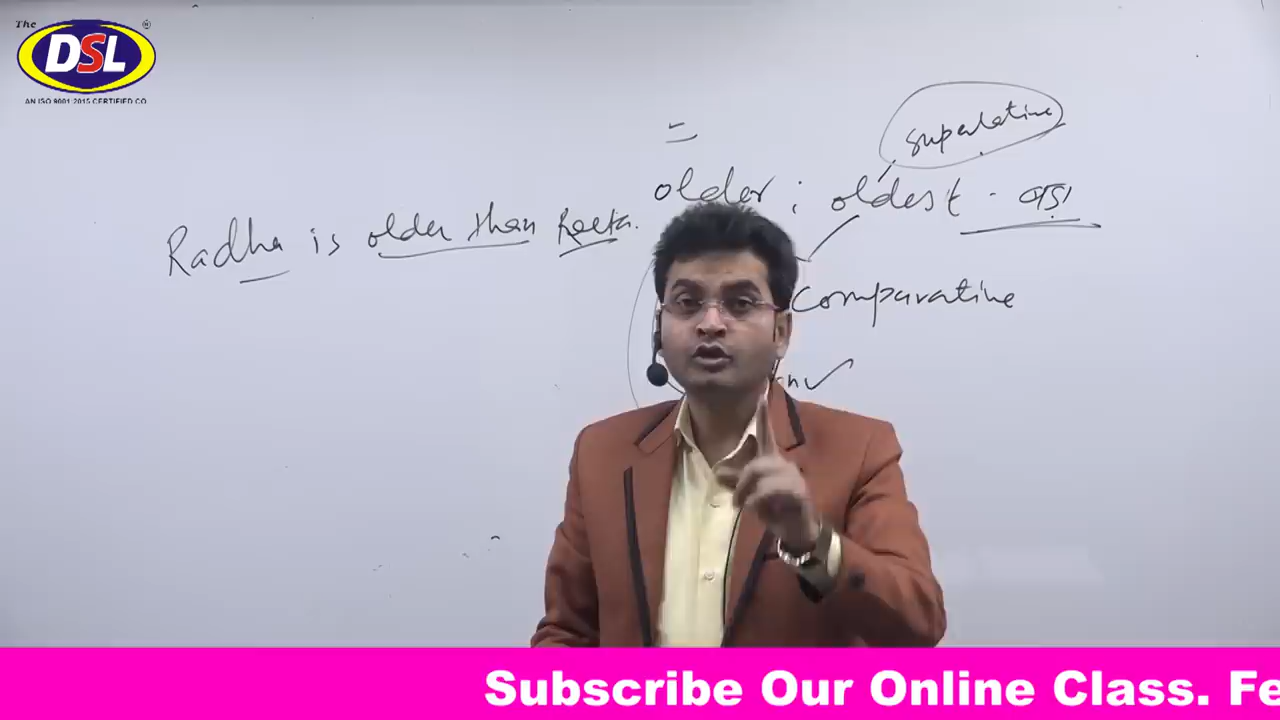 The
DSL
®
AN ISO 9001:2015 CERTIFIED CO
superlative
older ; oldest - बड़ा
Radha is older than Reeta.
Comparative
Subscribe Our Online Class. Fe